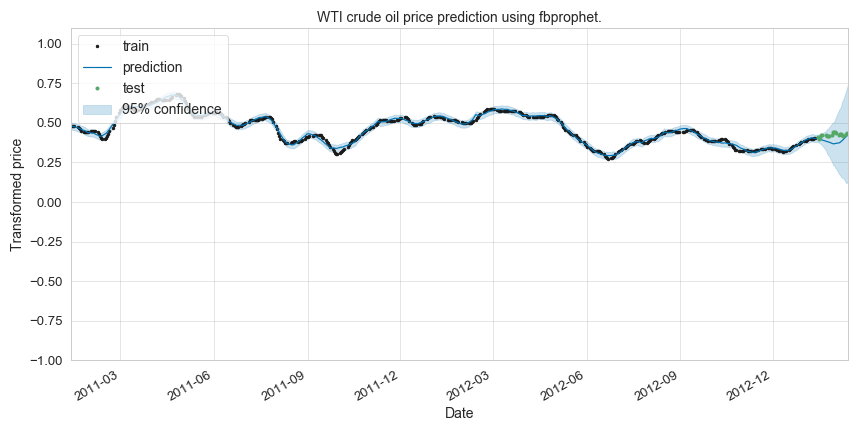 WTI crude oil price prediction using fbprophet.
1.00
0.75
0.50
0.25
0.00
−0.25
−0.50
−0.75
−1.00
Transformed price
train
prediction
test
95% confidence
2011-03
2011-06
2011-09
2011-12
2012-03
2012-06
2012-09
2012-12
Date